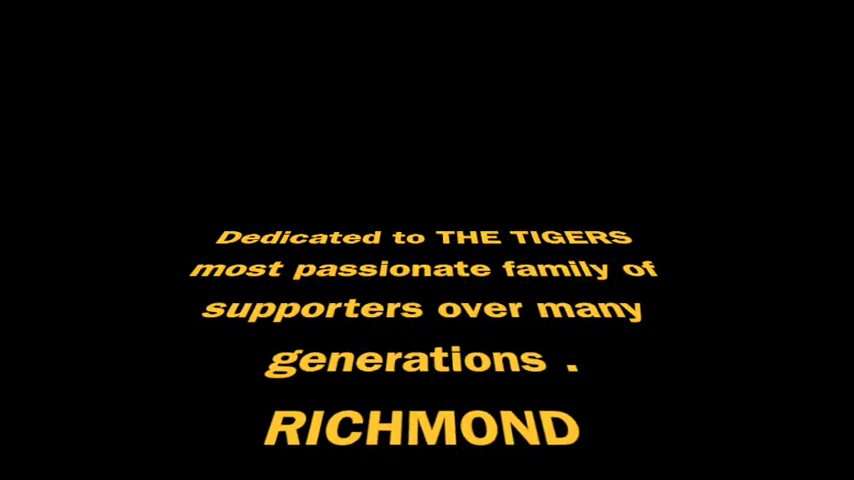 Dedicated to THE TIGERS
most passionate family of
supporters over many
generations .
RICHMOND